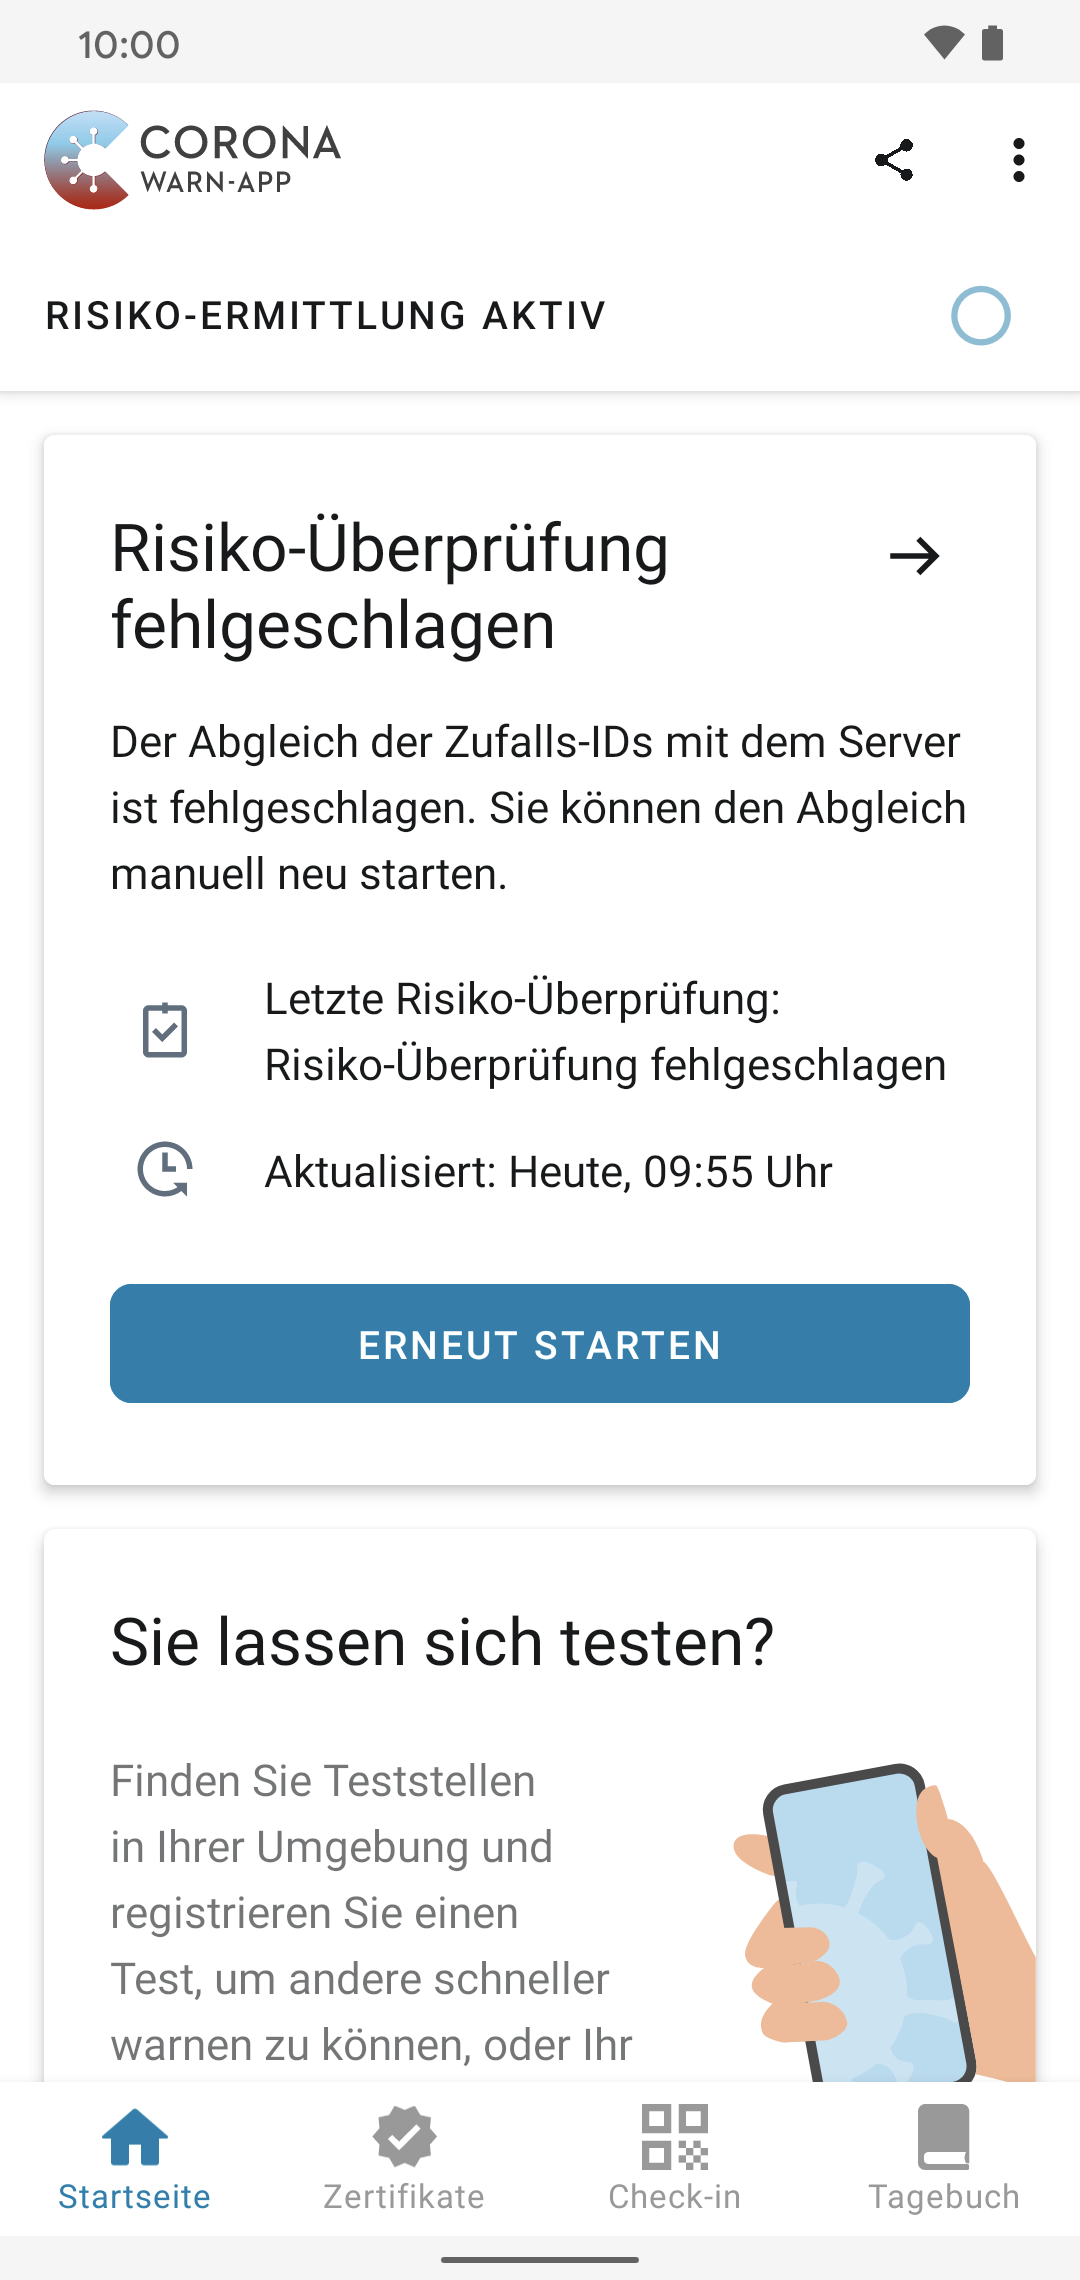 10:00
CORONA
WARN-APP
RISIKO-ERMITTLUNG AKTIV
Risiko-Überprüfung
fehlgeschlagen
Der Abgleich der Zufalls-IDs mit dem Server
ist fehlgeschlagen. Sie können den Abgleich
manuell neu starten.
Letzte Risiko-Überprüfung:
Risiko-Überprüfung fehlgeschlagen
Aktualisiert: Heute, 09:55 Uhr
ERNEUT STARTEN
Sie lassen sich testen?
Finden Sie Teststellen
in Ihrer Umgebung und
registrieren Sie einen
Test, um andere schneller
warnen zu können, oder Ihr
Startseite
Zertifikate
Check-in
Tagebuch